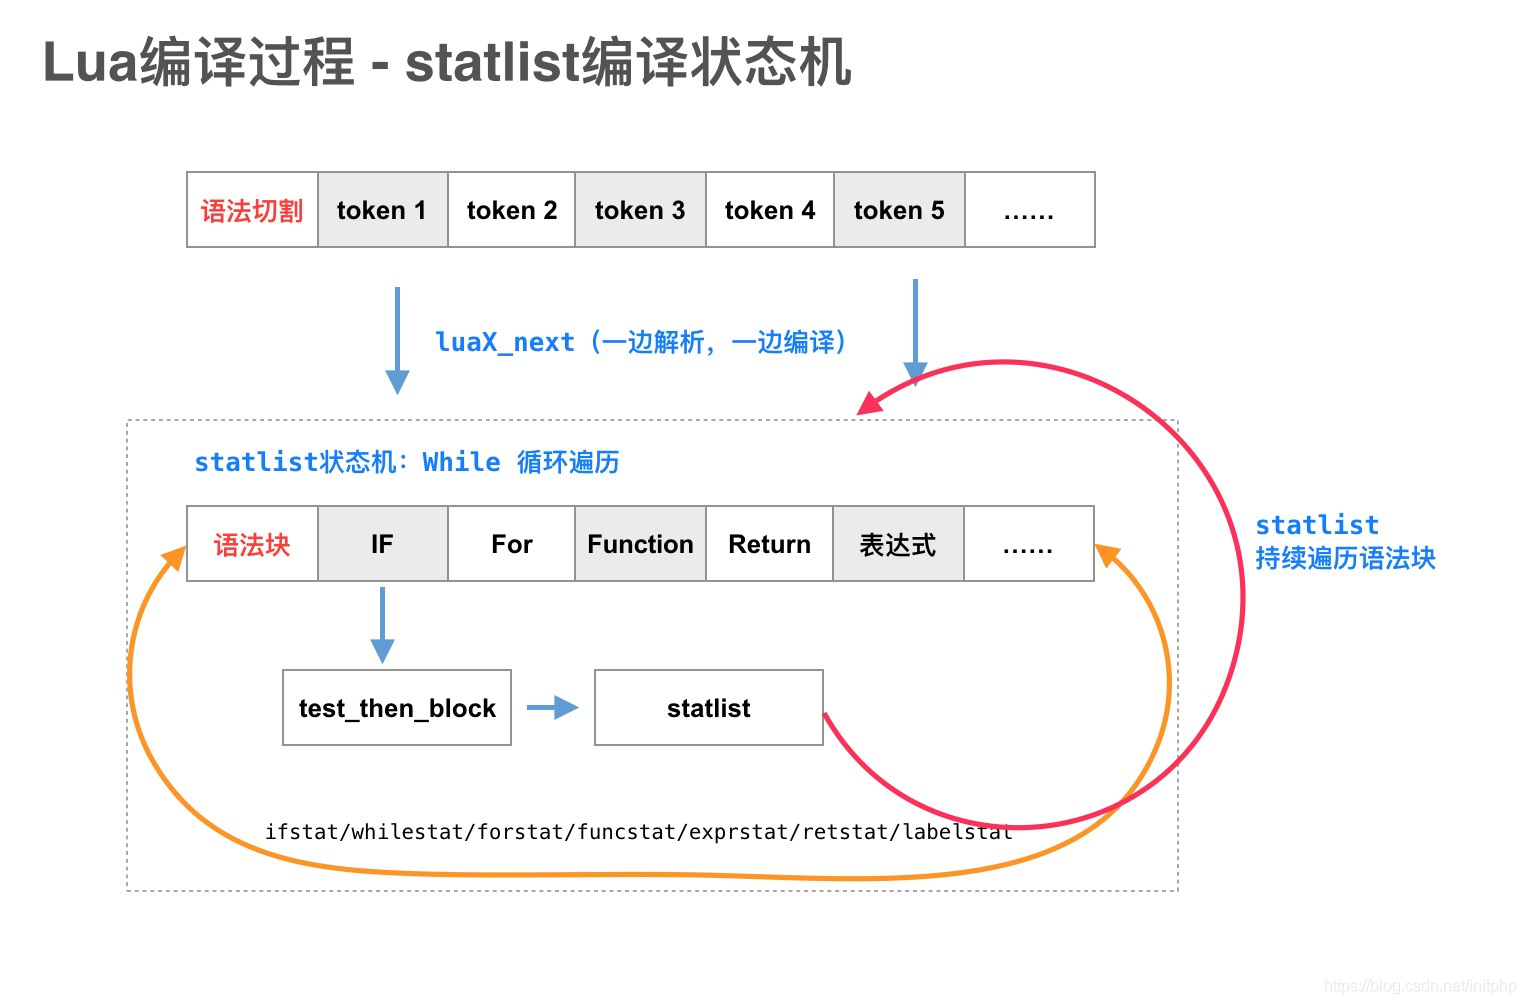 Lua编译过程 - statlist编译状态机
语法切割 token 1 token 2 token 3 token 4 token 5 ……
luaX_next（一边解析，一边编译）
statlist状态机：While 循环遍历
语法块 IF For Function Return 表达式 ……
statlist
持续遍历语法块
test_then_block statlist
ifstat/whilestat/forstat/funcstat/exprstat/retstat/labelstat
https://blog.csdn.net/initphp